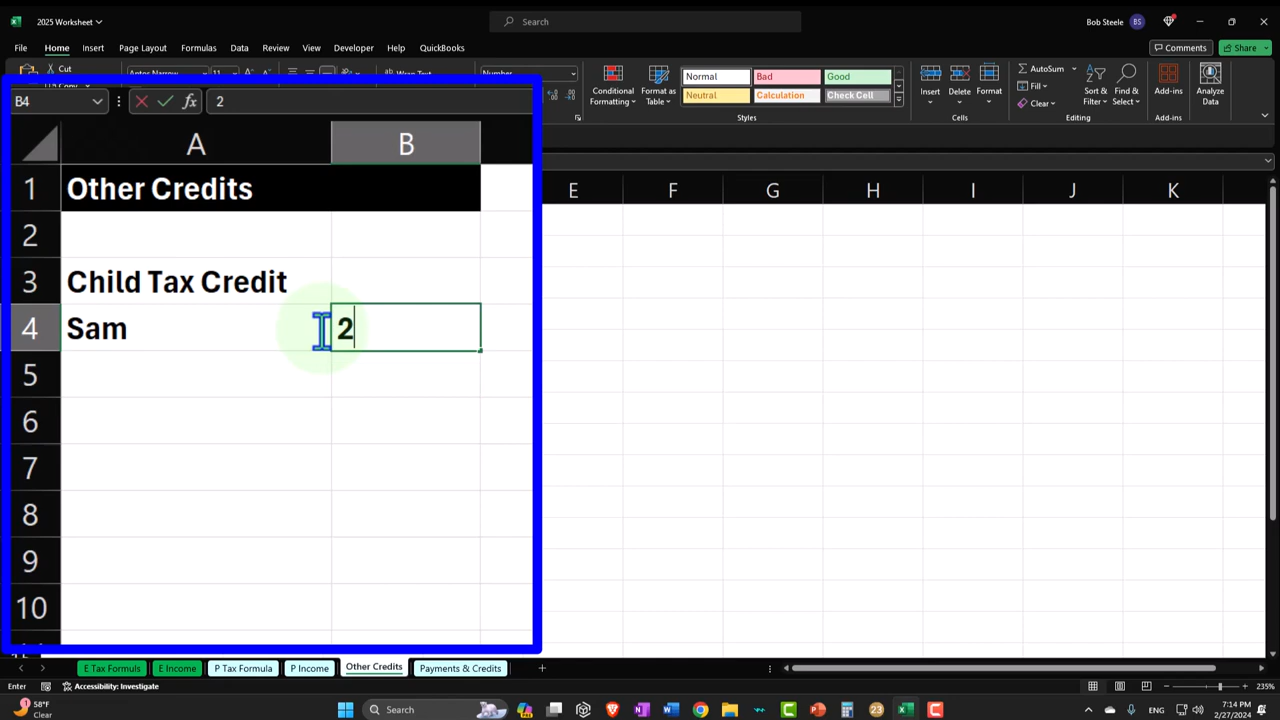 2025 Worksheet
Search
Bob Steele BS
File Home Insert Page Layout Formulas Data Review View Developer Help QuickBooks
Comments Share
Cut
Number
Conditional Formatting
Format as Table
Normal Bad Good
Neutral Calculation Check Cell
Insert Delete Format
AutoSum
Fill
Clear
Sort & Filter
Find & Select
Add-ins
Analyze Data
Styles Cells Editing Add-ins
B4 fx 2
A B E F G H I J K
1 Other Credits
2
3 Child Tax Credit
4 Sam 2
5
6
7
8
9
10
E Tax Formuls E Income P Tax Formula P Income Other Credits Payments & Credits
Enter Accessibility: Investigate 235%
58°F
Clear
Search
ENG
7:14 PM
2/27/2024